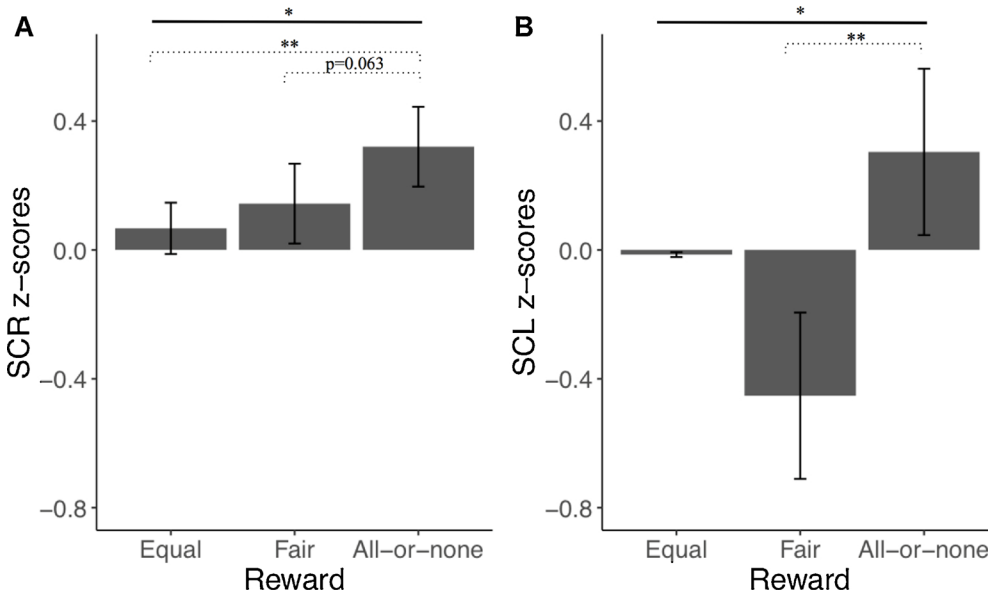 A
*
**
p=0.063
0.4
0.0
−0.4
−0.8
SCR z−scores
Equal Fair All−or−none
Reward
B
*
**
0.4
0.0
−0.4
−0.8
SCL z−scores
Equal Fair All−or−none
Reward